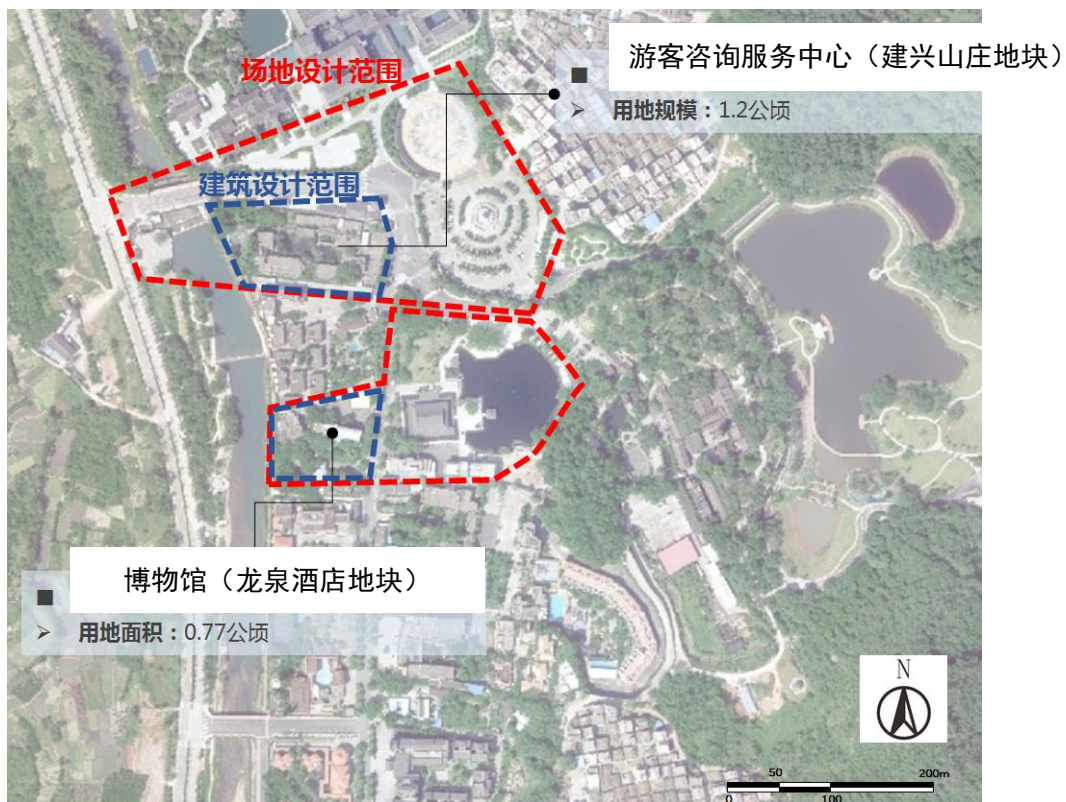 游客咨询服务中心（建兴山庄地块）
■
➢ 用地规模：1.2公顷
场地设计范围
建筑设计范围
博物馆（龙泉酒店地块）
■
➢ 用地面积：0.77公顷
N
50
200m
0
100